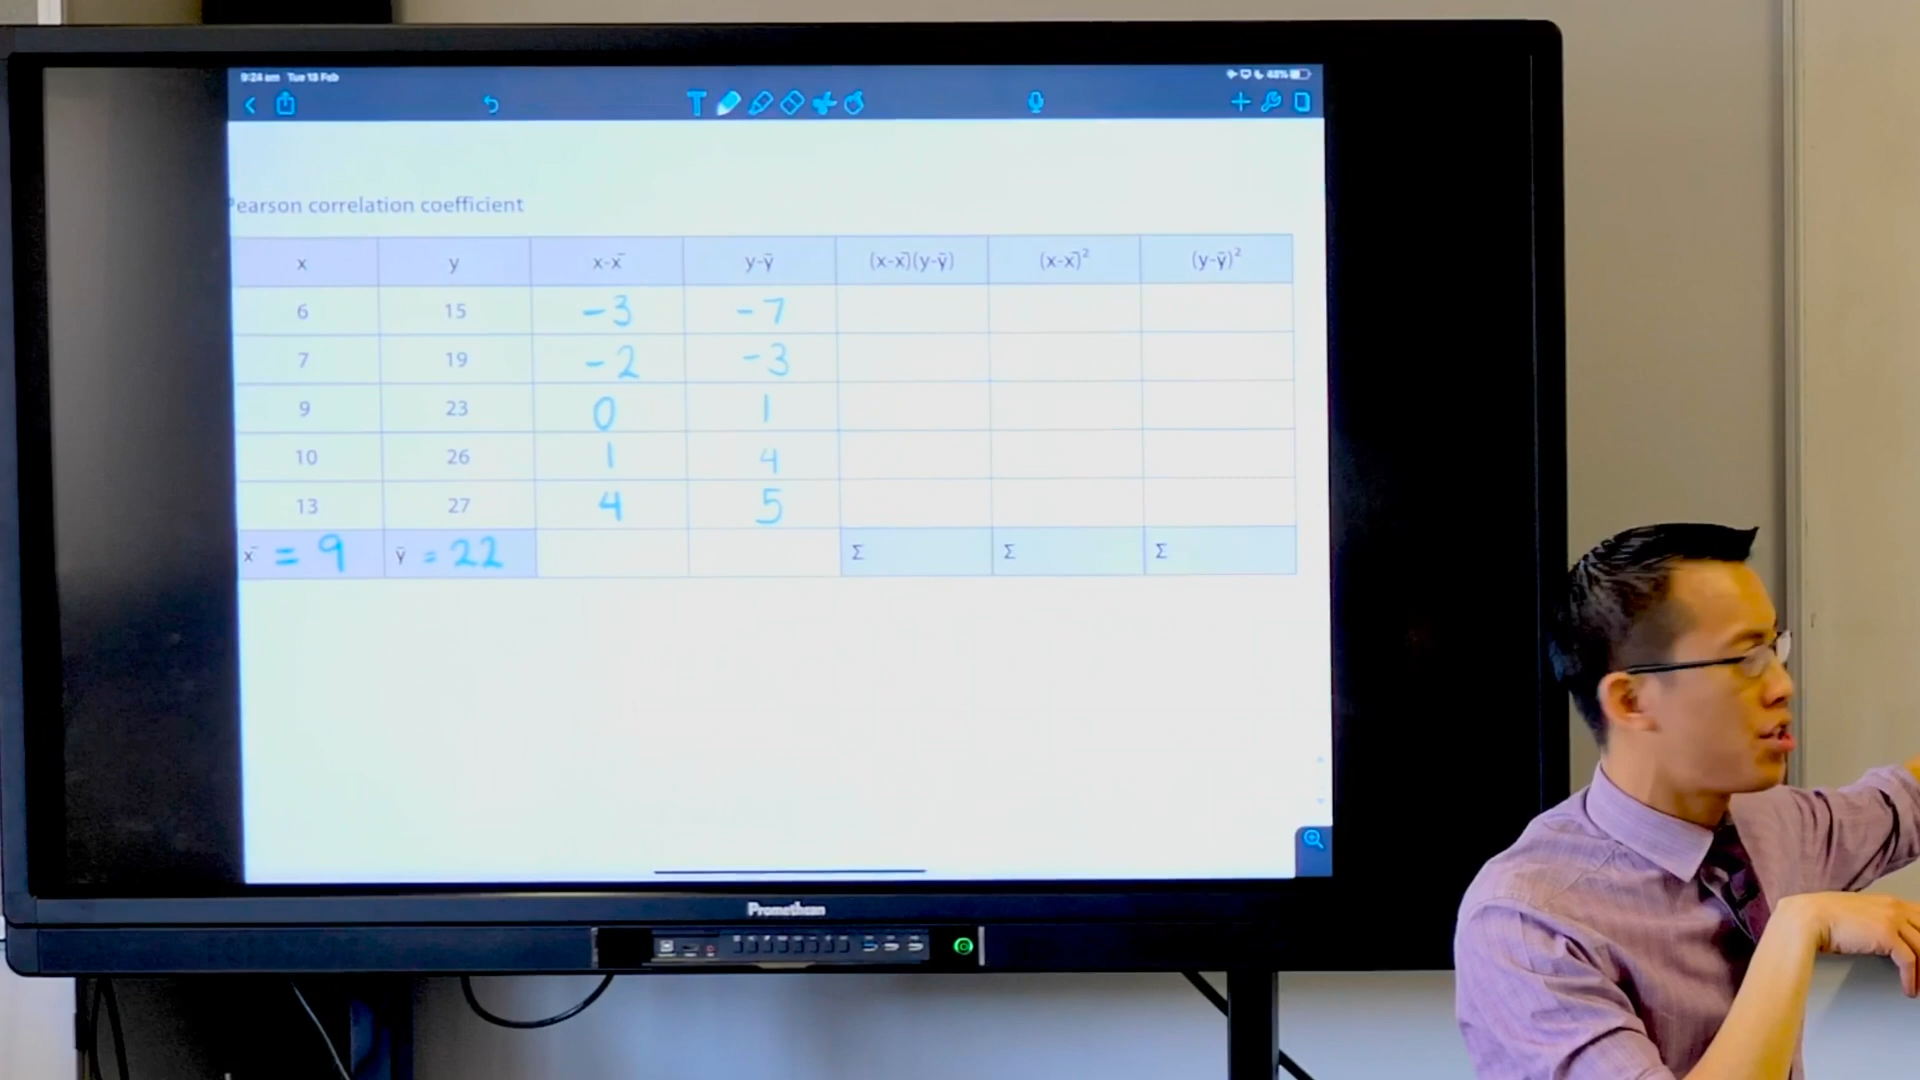 9:24 am Tue 13 Feb
48%
T
Pearson correlation coefficient
x y x-x̄ y-ȳ (x-x̄)(y-ȳ) (x-x̄)² (y-ȳ)²
6 15 -3 -7
7 19 -2 -3
9 23 0 1
10 26 1 4
13 27 4 5
x̄ = 9 ȳ = 22 Σ Σ Σ
Promethean